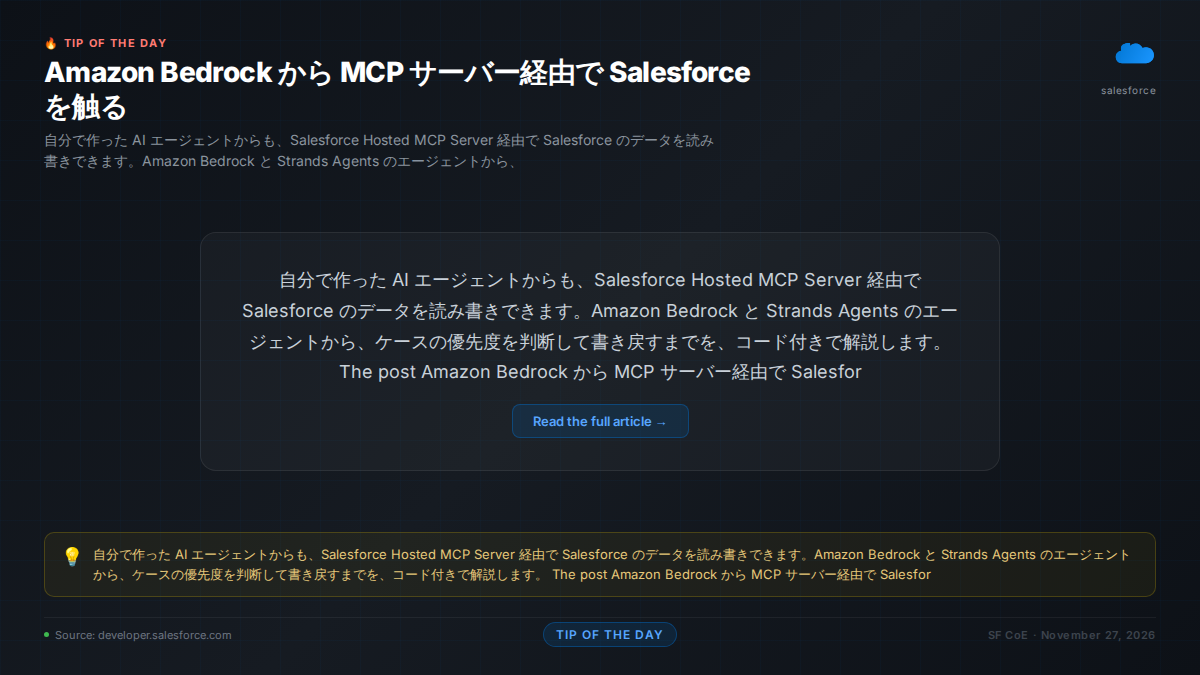 🔥 TIP OF THE DAY
Amazon Bedrock から MCP サーバー経由で Salesforce
を触る
自分で作った AI エージェントからも、Salesforce Hosted MCP Server 経由で Salesforce のデータを読み
書きできます。Amazon Bedrock と Strands Agents のエージェントから、
salesforce
自分で作った AI エージェントからも、Salesforce Hosted MCP Server 経由で
Salesforce のデータを読み書きできます。Amazon Bedrock と Strands Agents のエー
ジェントから、ケースの優先度を判断して書き戻すまでを、コード付きで解説します。
The post Amazon Bedrock から MCP サーバー経由で Salesfor
Read the full article →
💡 自分で作った AI エージェントからも、Salesforce Hosted MCP Server 経由で Salesforce のデータを読み書きできます。Amazon Bedrock と Strands Agents のエージェント
から、ケースの優先度を判断して書き戻すまでを、コード付きで解説します。 The post Amazon Bedrock から MCP サーバー経由で Salesfor
Source: developer.salesforce.com
TIP OF THE DAY
SF CoE · November 27, 2026